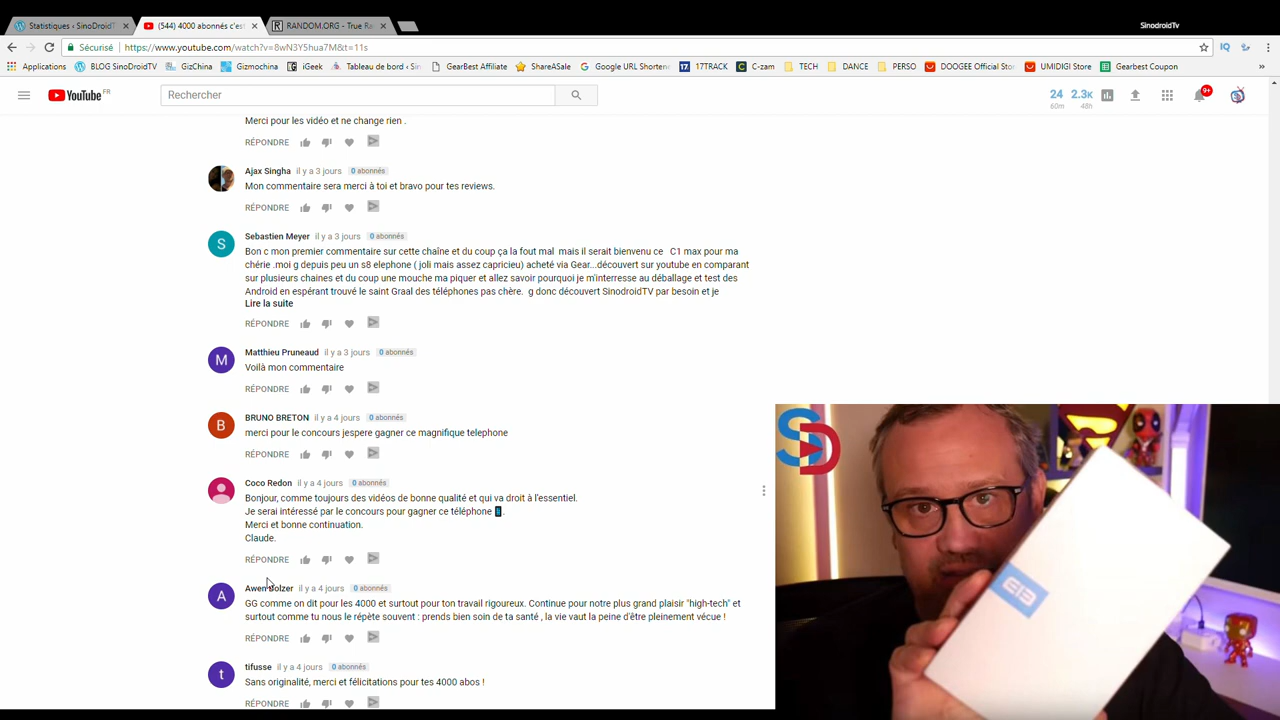 Statistiques ‹ SinoDroidT
(544) 4000 abonnés c'est
RANDOM.ORG - True Ra
SinodroidTv
Sécurisé
https://www.youtube.com/watch?v=8wN3Y5hua7M&t=11s
Applications
BLOG SinoDROIDTV
GizChina
Gizmochina
iGeek
Tableau de bord ‹ Sin
GearBest Affiliate
ShareASale
Google URL Shortene
17TRACK
C-zam
TECH
DANCE
PERSO
DOOGEE Official Stor
UMIDIGI Store
Gearbest Coupon
»
YouTube FR
Rechercher
24
60m
2.3K
48h
9+
Merci pour les vidéo et ne change rien .
RÉPONDRE
Ajax Singha il y a 3 jours 0 abonnés
Mon commentaire sera merci à toi et bravo pour tes reviews.
RÉPONDRE
Sebastien Meyer il y a 3 jours 0 abonnés
Bon c mon premier commentaire sur cette chaîne et du coup ça la fout mal mais il serait bienvenu ce C1 max pour ma
chérie .moi g depuis peu un s8 elephone ( joli mais assez capricieu) acheté via Gear...découvert sur youtube en comparant
sur plusieurs chaines et du coup une mouche ma piquer et allez savoir pourquoi je m'interresse au déballage et test des
Android en espérant trouvé le saint Graal des téléphones pas chère. g donc découvert SinodroidTV par besoin et je
Lire la suite
RÉPONDRE
Matthieu Pruneaud il y a 3 jours 0 abonnés
Voilà mon commentaire
RÉPONDRE
BRUNO BRETON il y a 4 jours 0 abonnés
merci pour le concours jespere gagner ce magnifique telephone
RÉPONDRE
Coco Redon il y a 4 jours 0 abonnés
Bonjour, comme toujours des vidéos de bonne qualité et qui va droit à l'essentiel.
Je serai intéressé par le concours pour gagner ce téléphone 📱.
Merci et bonne continuation.
Claude.
RÉPONDRE
Awen Bolzer il y a 4 jours 0 abonnés
GG comme on dit pour les 4000 et surtout pour ton travail rigoureux. Continue pour notre plus grand plaisir "high-tech" et
surtout comme tu nous le répète souvent : prends bien soin de ta santé , la vie vaut la peine d'être pleinement vécue !
RÉPONDRE
tifusse il y a 4 jours 0 abonnés
Sans originalité, merci et félicitations pour tes 4000 abos !
RÉPONDRE
S
M
B
A
t
SD